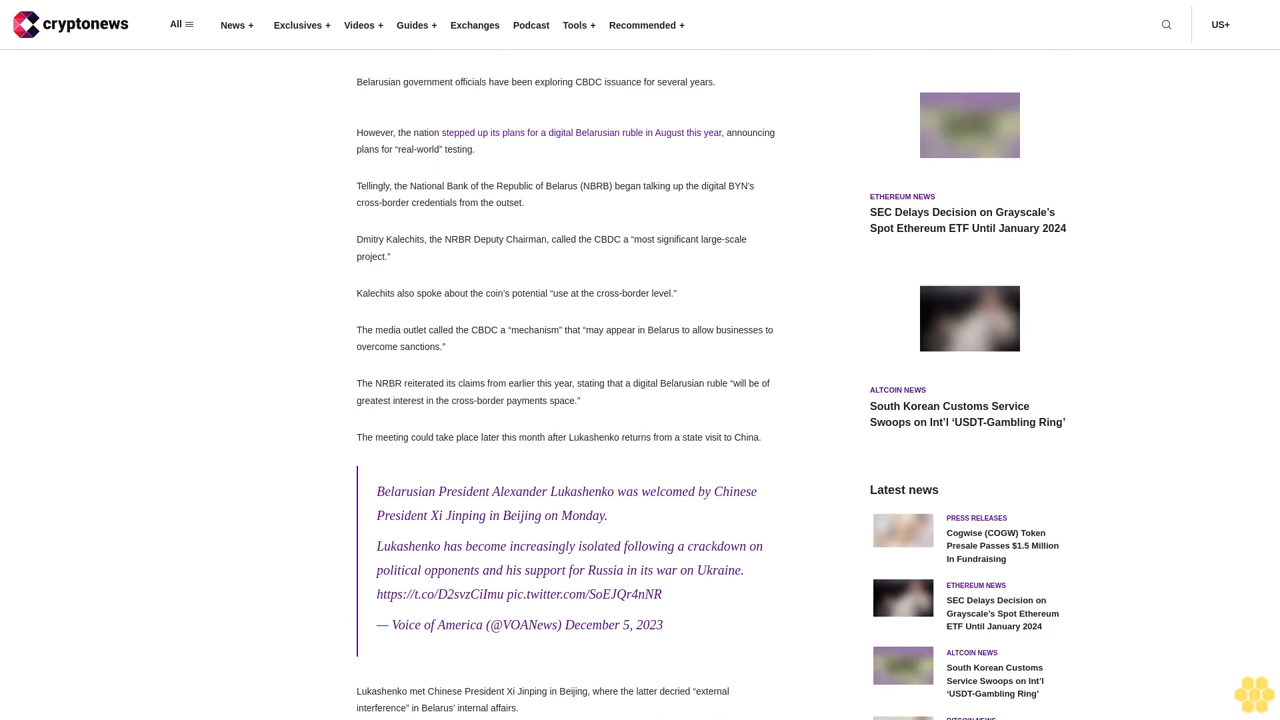 cryptonews
All
News +
Exclusives +
Videos +
Guides +
Exchanges
Podcast
Tools +
Recommended +
US+
Belarusian government officials have been exploring CBDC issuance for several years.
However, the nation stepped up its plans for a digital Belarusian ruble in August this year, announcing
plans for “real-world” testing.
Tellingly, the National Bank of the Republic of Belarus (NBRB) began talking up the digital BYN’s
cross-border credentials from the outset.
Dmitry Kalechits, the NRBR Deputy Chairman, called the CBDC a “most significant large-scale
project.”
Kalechits also spoke about the coin’s potential “use at the cross-border level.”
The media outlet called the CBDC a “mechanism” that “may appear in Belarus to allow businesses to
overcome sanctions.”
The NRBR reiterated its claims from earlier this year, stating that a digital Belarusian ruble “will be of
greatest interest in the cross-border payments space.”
The meeting could take place later this month after Lukashenko returns from a state visit to China.
Belarusian President Alexander Lukashenko was welcomed by Chinese
President Xi Jinping in Beijing on Monday.
Lukashenko has become increasingly isolated following a crackdown on
political opponents and his support for Russia in its war on Ukraine.
https://t.co/D2svzCiImu pic.twitter.com/SoEJQr4nNR
— Voice of America (@VOANews) December 5, 2023
Lukashenko met Chinese President Xi Jinping in Beijing, where the latter decried “external
interference” in Belarus’ internal affairs.
ETHEREUM NEWS
SEC Delays Decision on Grayscale’s
Spot Ethereum ETF Until January 2024
ALTCOIN NEWS
South Korean Customs Service
Swoops on Int’l ‘USDT-Gambling Ring’
Latest news
PRESS RELEASES
Cogwise (COGW) Token
Presale Passes $1.5 Million
In Fundraising
ETHEREUM NEWS
SEC Delays Decision on
Grayscale’s Spot Ethereum
ETF Until January 2024
ALTCOIN NEWS
South Korean Customs
Service Swoops on Int’l
‘USDT-Gambling Ring’
BITCOIN NEWS